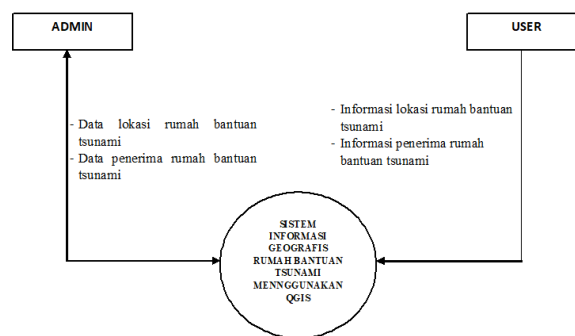 ADMIN
USER
- Data lokasi rumah bantuan
tsunami
- Data penerima rumah bantuan
tsunami
- Informasi lokasi rumah bantuan
tsunami
- Informasi penerima rumah
bantuan tsunami
SISTEM
INFORMASI
GEOGRAFIS
RUMAH BANTUAN
TSUNAMI
MENNGGUNAKAN
QGIS